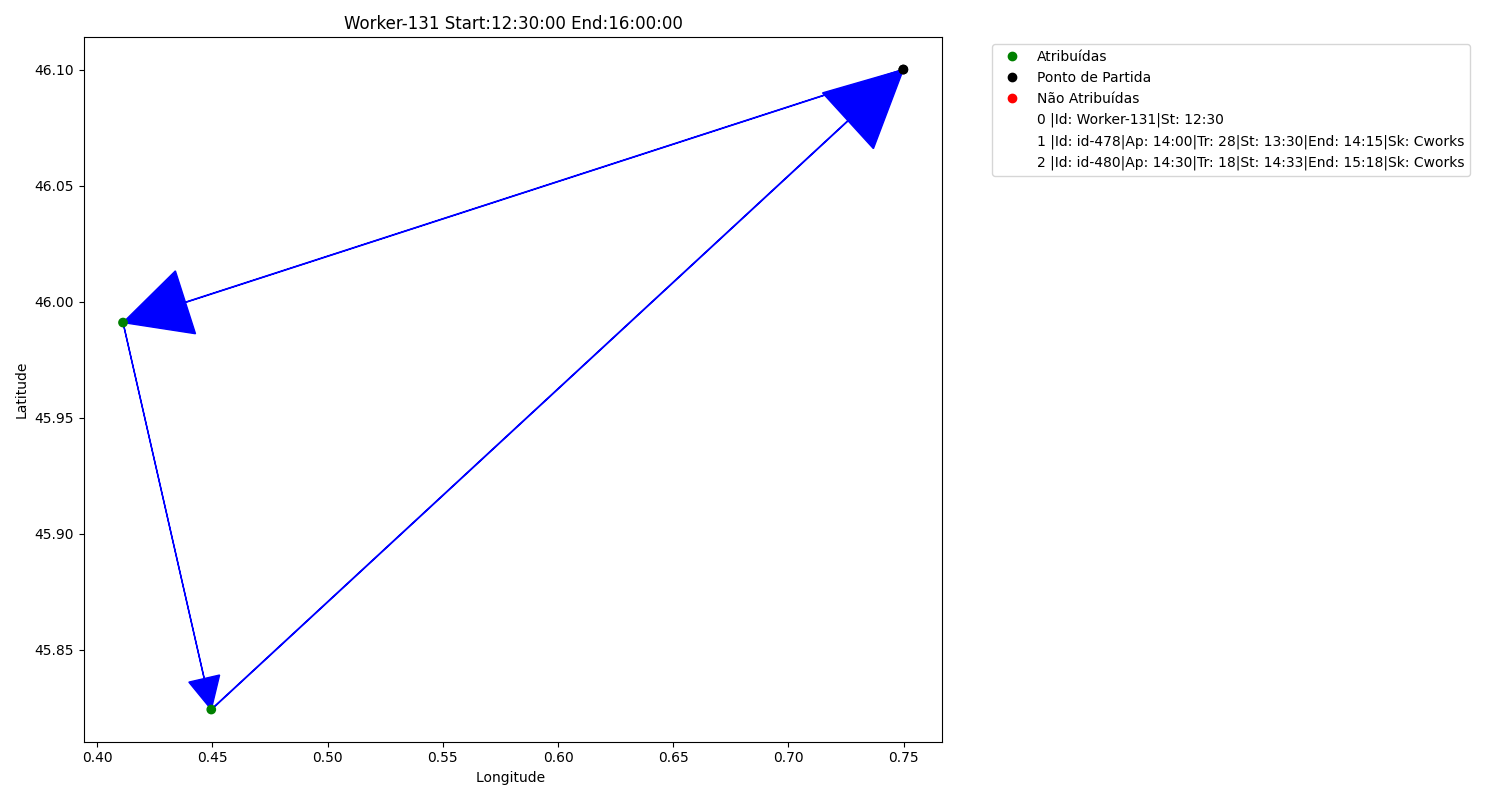 Worker-131 Start:12:30:00 End:16:00:00
46.10
46.05
46.00
45.95
45.90
45.85
Latitude
0.40 0.45 0.50 0.55 0.60 0.65 0.70 0.75
Longitude
Atribuídas
Ponto de Partida
Não Atribuídas
0 |Id: Worker-131|St: 12:30
1 |Id: id-478|Ap: 14:00|Tr: 28|St: 13:30|End: 14:15|Sk: Cworks
2 |Id: id-480|Ap: 14:30|Tr: 18|St: 14:33|End: 15:18|Sk: Cworks